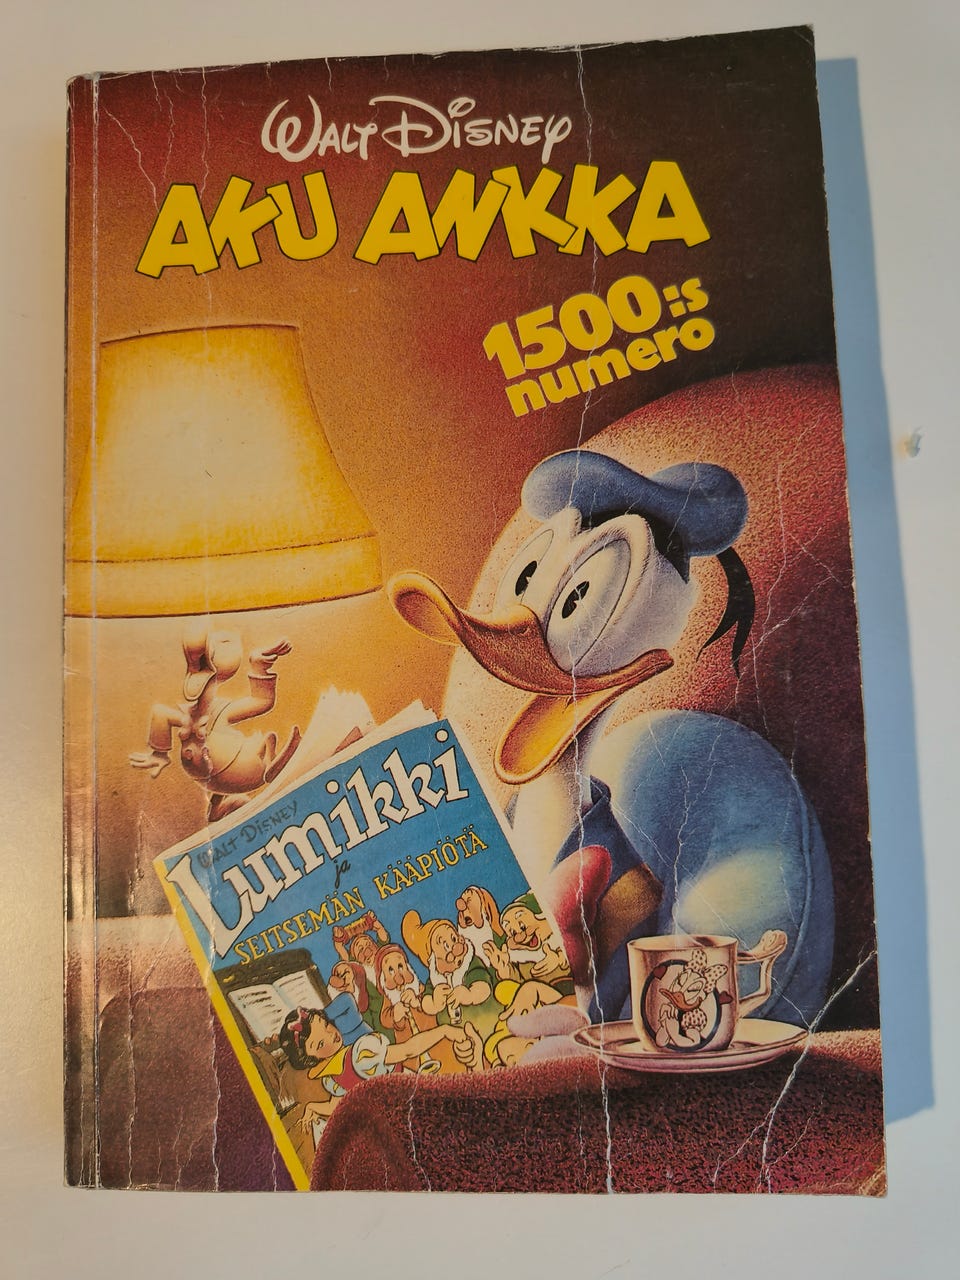 WALT DISNEY
AKU ANKKA
1500:s
numero
WALT DISNEY
Lumikki
ja
SEITSEMÄN KÄÄPIÖTÄ